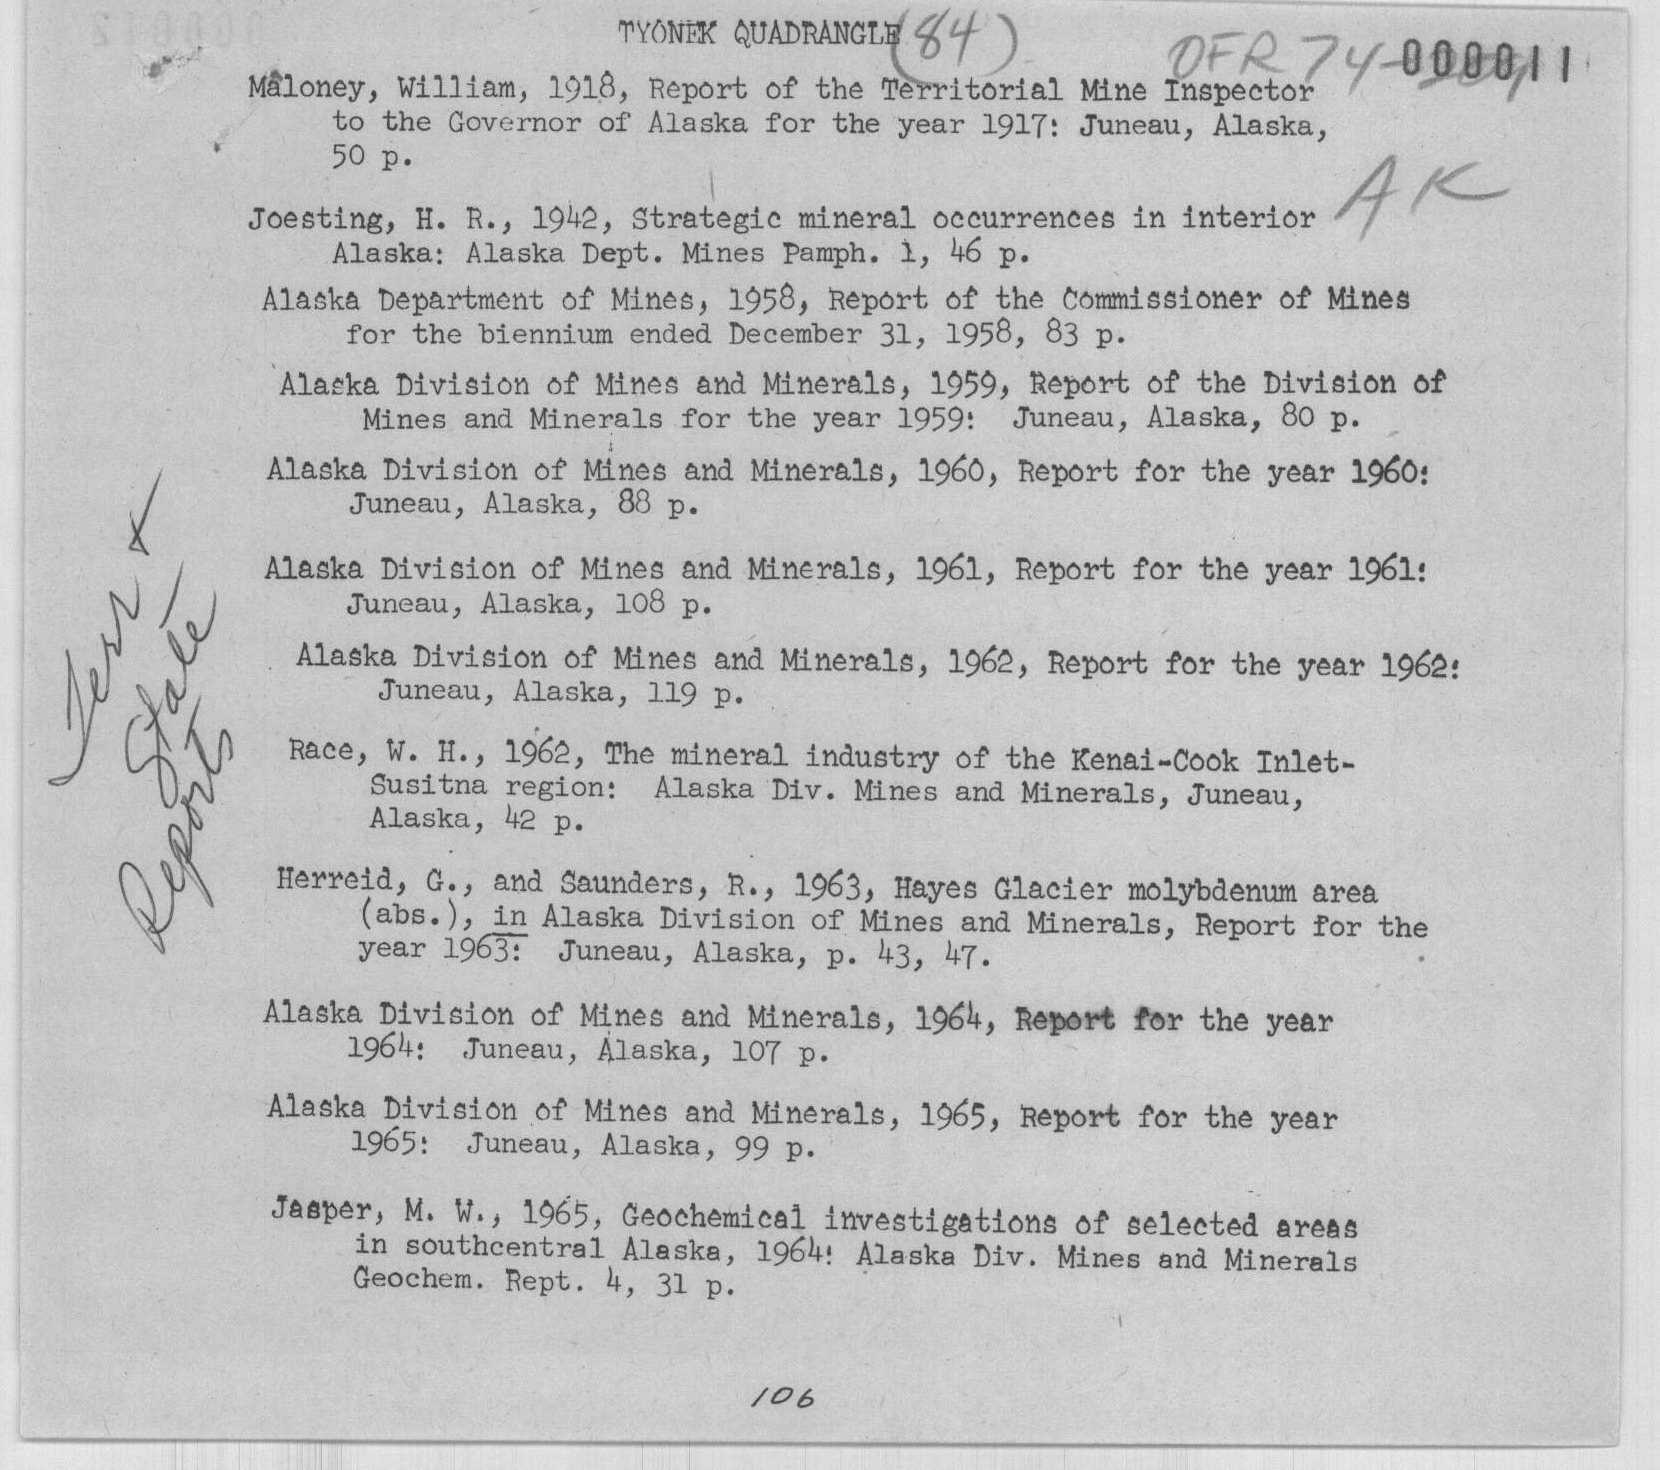 TYONEK QUADRANGLE (84)
OFR 74- 000011
Maloney, William, 1918, Report of the Territorial Mine Inspector
to the Governor of Alaska for the year 1917: Juneau, Alaska,
50 p.
AK
Joesting, H. R., 1942, Strategic mineral occurrences in interior
Alaska: Alaska Dept. Mines Pamph. 1, 46 p.
Alaska Department of Mines, 1958, Report of the Commissioner of Mines
for the biennium ended December 31, 1958, 83 p.
Alaska Division of Mines and Minerals, 1959, Report of the Division of
Mines and Minerals for the year 1959: Juneau, Alaska, 80 p.
Alaska Division of Mines and Minerals, 1960, Report for the year 1960:
Juneau, Alaska, 88 p.
Alaska Division of Mines and Minerals, 1961, Report for the year 1961:
Juneau, Alaska, 108 p.
Alaska Division of Mines and Minerals, 1962, Report for the year 1962:
Juneau, Alaska, 119 p.
Race, W. H., 1962, The mineral industry of the Kenai-Cook Inlet-
Susitna region: Alaska Div. Mines and Minerals, Juneau,
Alaska, 42 p.
Herreid, G., and Saunders, R., 1963, Hayes Glacier molybdenum area
(abs.), in Alaska Division of Mines and Minerals, Report for the
year 1963: Juneau, Alaska, p. 43, 47.
Alaska Division of Mines and Minerals, 1964, Report for the year
1964: Juneau, Alaska, 107 p.
Alaska Division of Mines and Minerals, 1965, Report for the year
1965: Juneau, Alaska, 99 p.
Jasper, M. W., 1965, Geochemical investigations of selected areas
in southcentral Alaska, 1964: Alaska Div. Mines and Minerals
Geochem. Rept. 4, 31 p.
Terr +
State
Reports
106